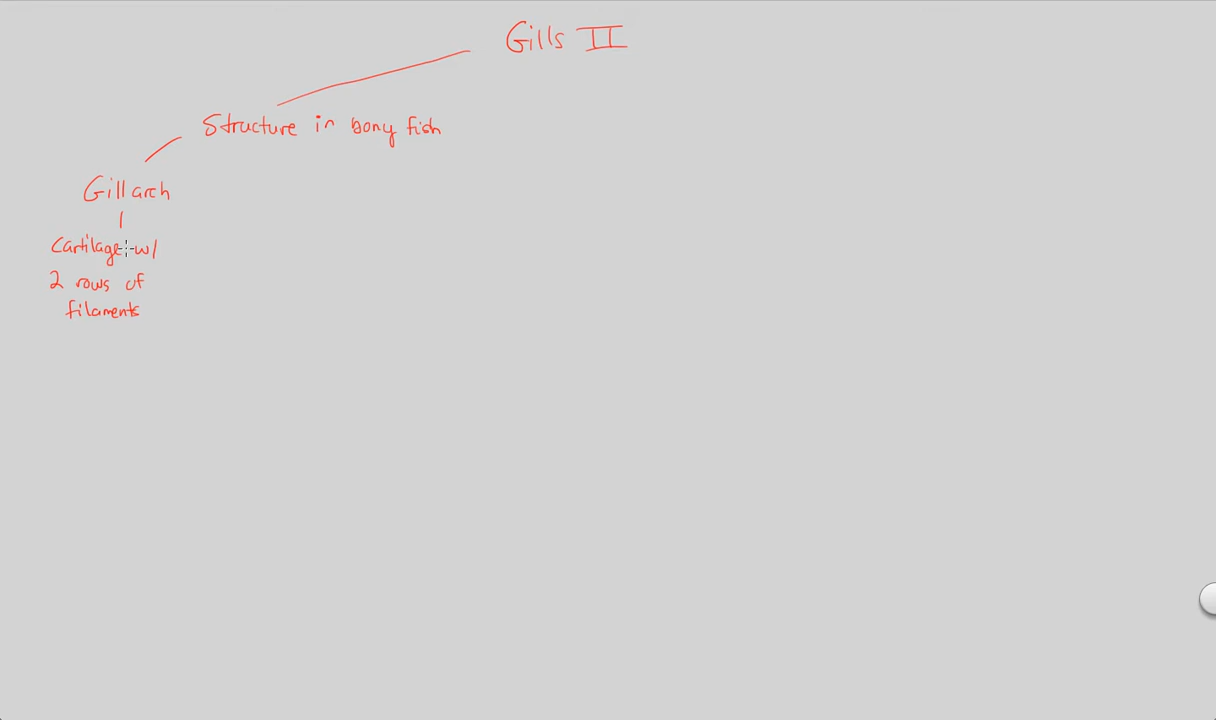 Gills II
Structure in bony fish
Gill arch
Cartilage w/
2 rows of
filaments